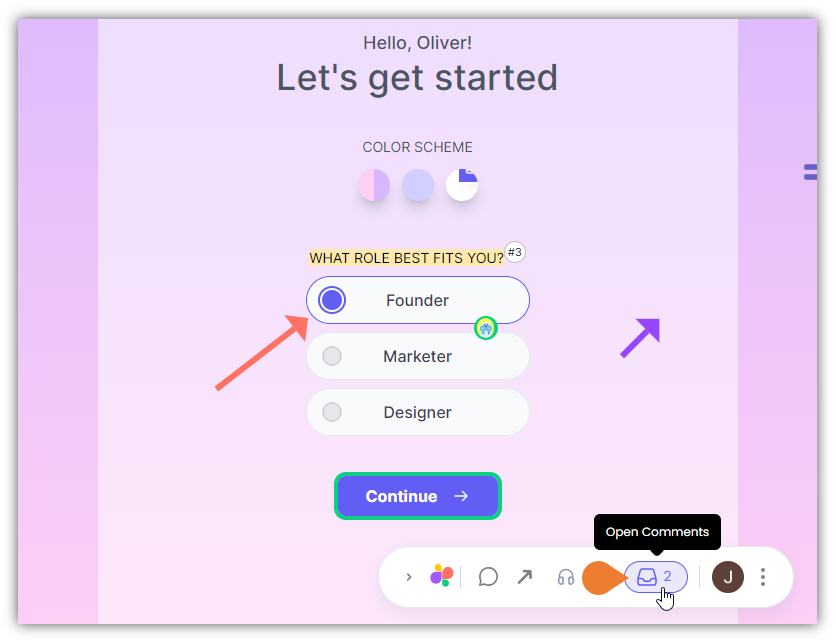 Hello, Oliver!
Let's get started
COLOR SCHEME
WHAT ROLE BEST FITS YOU?
#3
Founder
Marketer
Designer
Continue
Open Comments
2
J